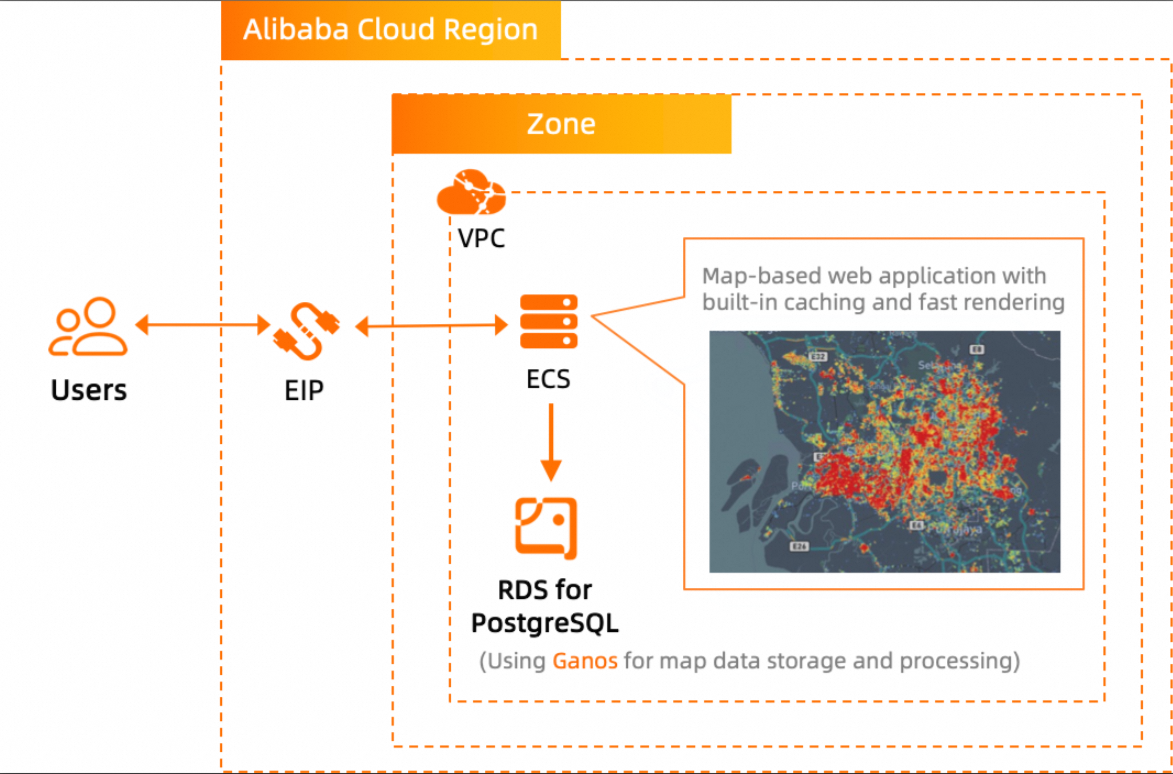 Alibaba Cloud Region
Zone
VPC
Map-based web application with
built-in caching and fast rendering
Users
EIP
ECS
E22
E8
E6
E26
RDS for
PostgreSQL
(Using Ganos for map data storage and processing)